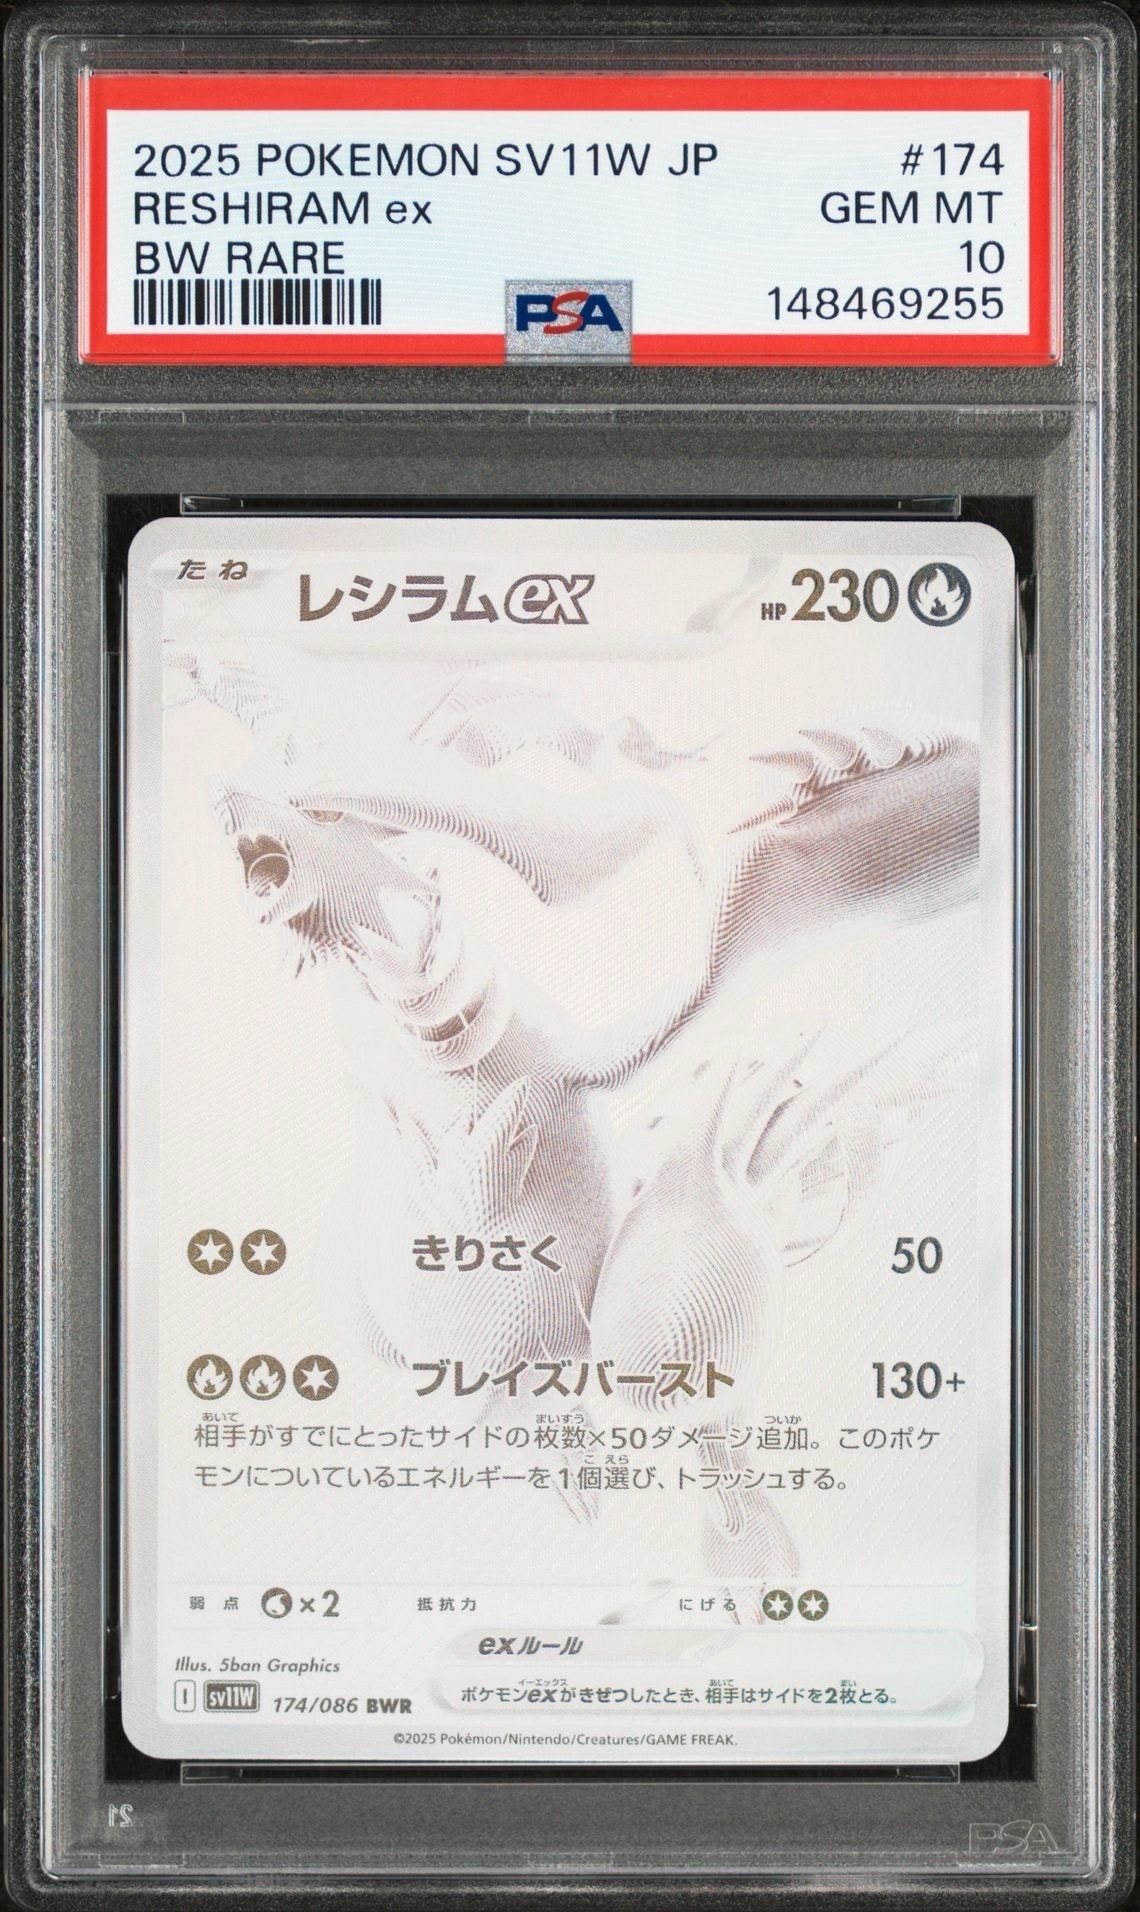 2025 POKEMON SV11W JP #174
RESHIRAM ex GEM MT
BW RARE 10
PSA 148469255
たね レシラムex HP230
きりさく 50
ブレイズバースト 130+
相手がすでにとったサイドの枚数×50ダメージ追加。このポケ
モンについているエネルギーを1個選び、トラッシュする。
弱点 ×2 抵抗力 にげる
exルール
ポケモンexがきぜつしたとき、相手はサイドを2枚とる。
Illus. 5ban Graphics
I sv11W 174/086 BWR
©2025 Pokémon/Nintendo/Creatures/GAME FREAK.
21 PSA